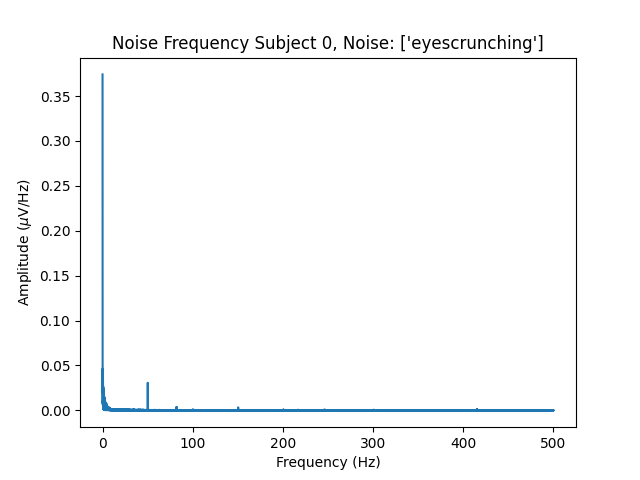 Noise Frequency Subject 0, Noise: ['eyescrunching']
0.35
0.30
0.25
0.20
0.15
0.10
0.05
0.00
Amplitude (μV/Hz)
0 100 200 300 400 500
Frequency (Hz)